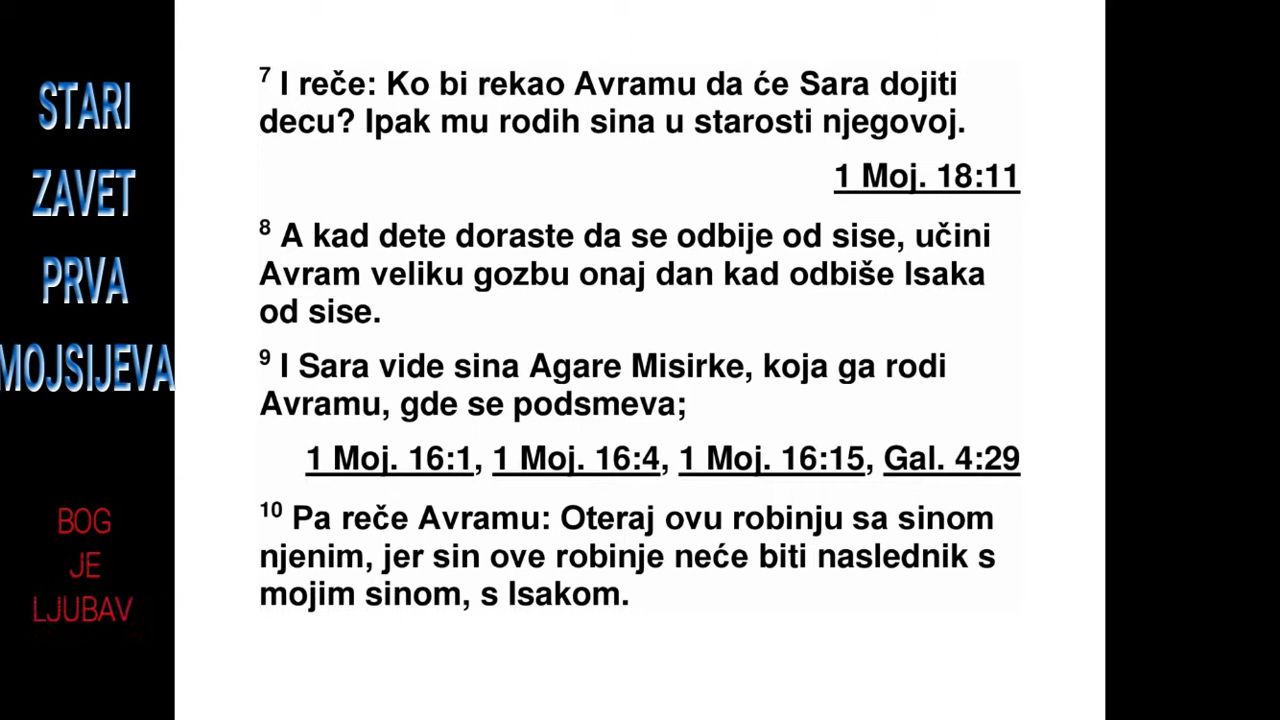 STARI
ZAVET
PRVA
MOJSIJEVA
BOG
JE
LJUBAV
7 I reče: Ko bi rekao Avramu da će Sara dojiti
decu? Ipak mu rodih sina u starosti njegovoj.
1 Moj. 18:11
8 A kad dete doraste da se odbije od sise, učini
Avram veliku gozbu onaj dan kad odbiše Isaka
od sise.
9 I Sara vide sina Agare Misirke, koja ga rodi
Avramu, gde se podsmeva;
1 Moj. 16:1, 1 Moj. 16:4, 1 Moj. 16:15, Gal. 4:29
10 Pa reče Avramu: Oteraj ovu robinju sa sinom
njenim, jer sin ove robinje neće biti naslednik s
mojim sinom, s Isakom.